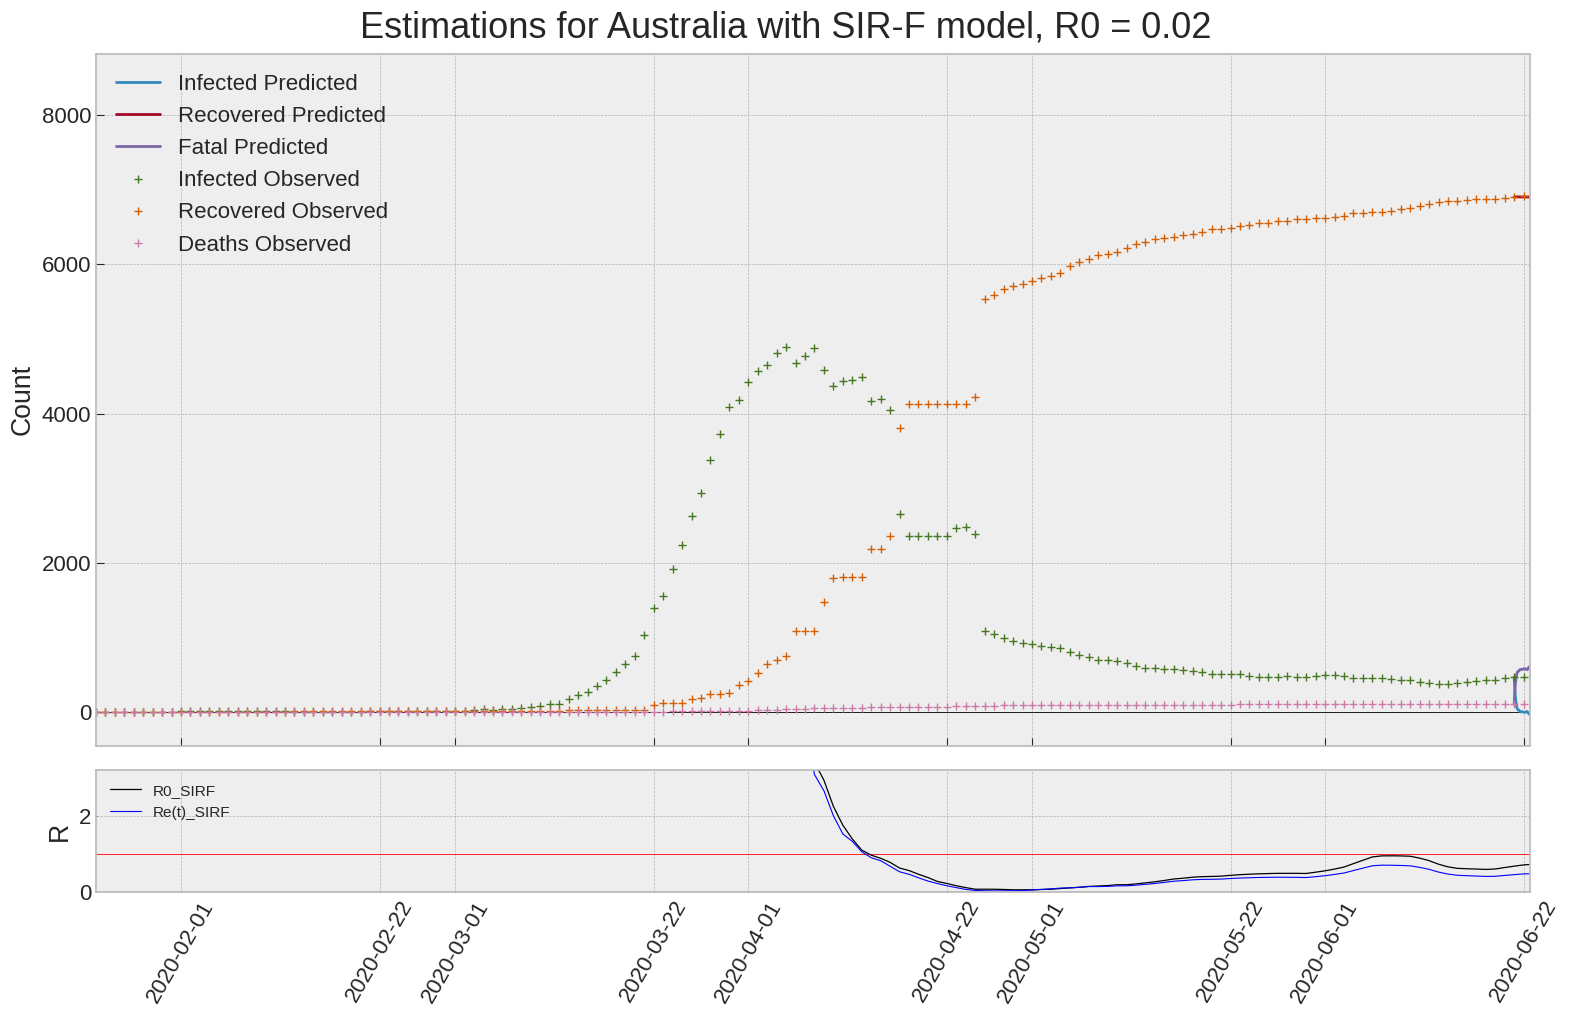 Estimations for Australia with SIR-F model, R0 = 0.02
Infected Predicted
Recovered Predicted
Fatal Predicted
Infected Observed
Recovered Observed
Deaths Observed
8000
6000
4000
2000
0
Count
R0_SIRF
Re(t)_SIRF
2
0
R
2020-02-01
2020-02-22
2020-03-01
2020-03-22
2020-04-01
2020-04-22
2020-05-01
2020-05-22
2020-06-01
2020-06-22